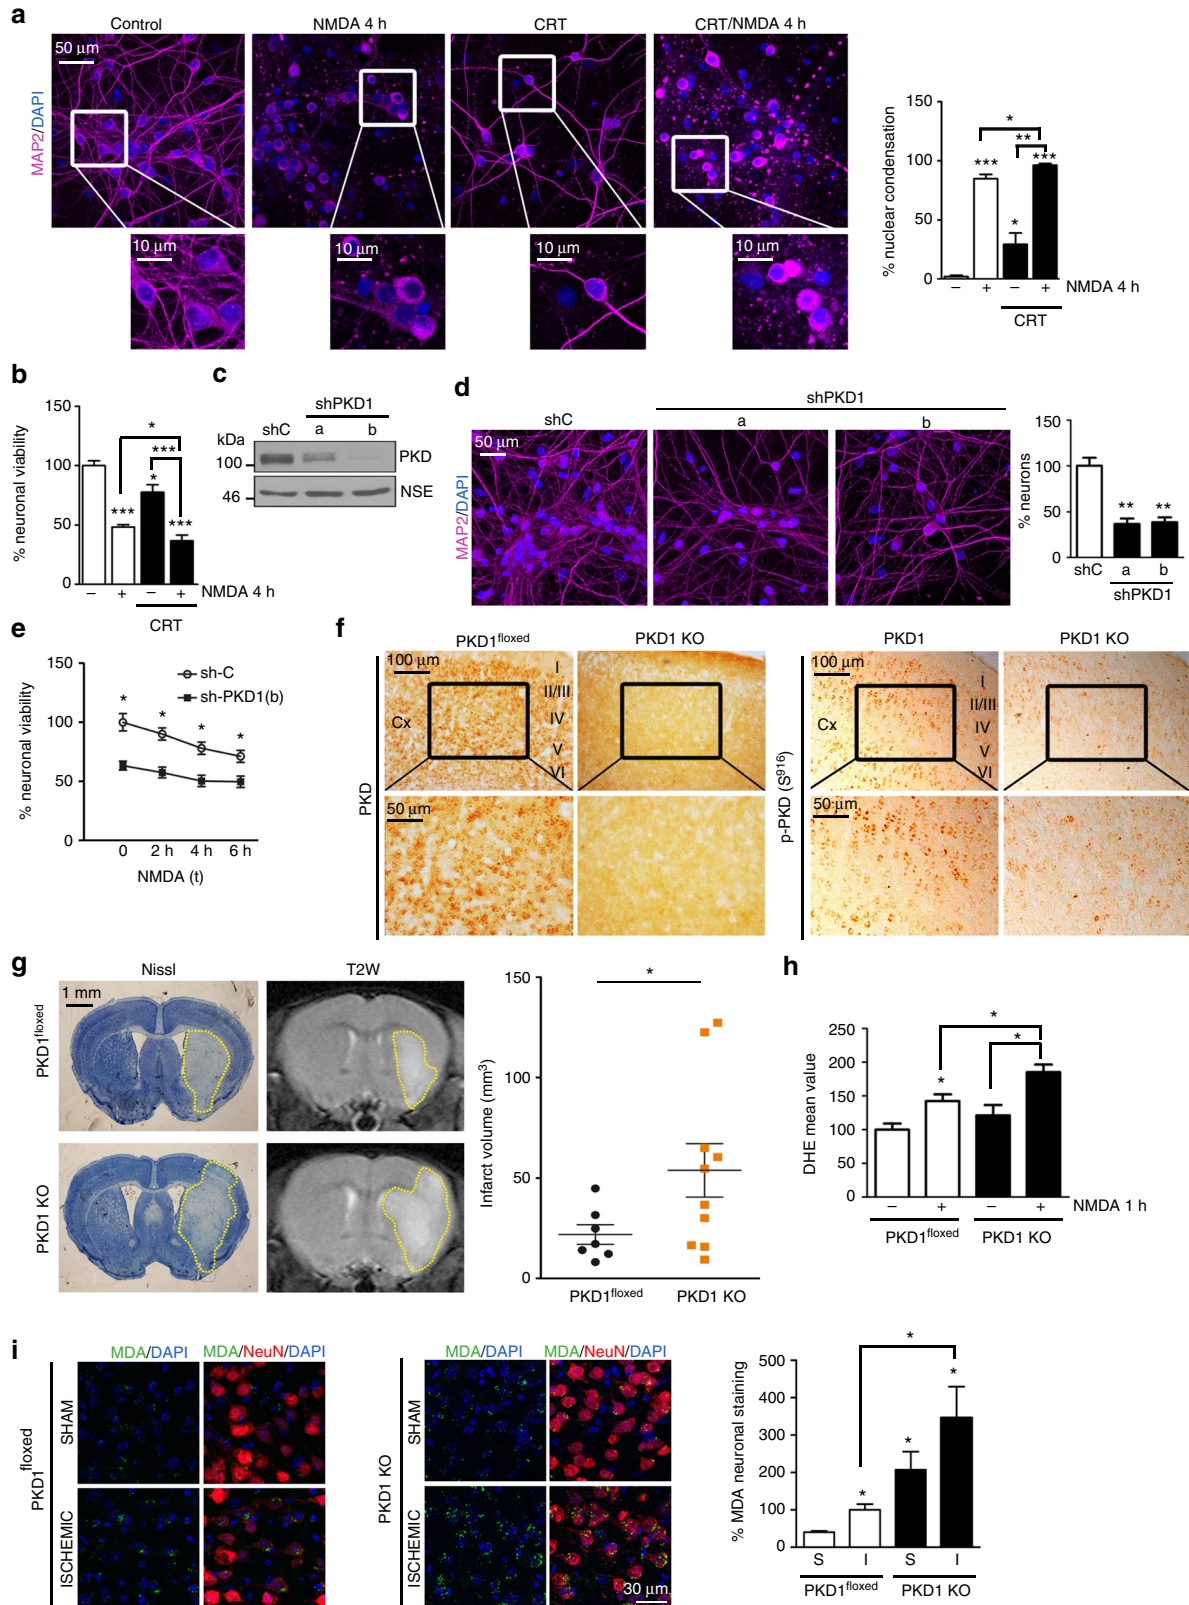 a
Control
NMDA 4 h
CRT
CRT/NMDA 4 h
50 μm
MAP2/DAPI
10 μm
10 μm
10 μm
10 μm
% nuclear condensation
150
100
50
0
*
**
***
***
*
– + – +
NMDA 4 h
CRT
b
% neuronal viability
150
100
50
0
*
***
*
***
***
– + – +
NMDA 4 h
CRT
c
shPKD1
shC a b
kDa
100
46
PKD
NSE
d
shPKD1
shC a b
50 μm
MAP2/DAPI
% neurons
150
100
50
0
** **
shC a b
shPKD1
e
% neuronal viability
150
100
50
0
sh-C
sh-PKD1(b)
* * * *
0 2 h 4 h 6 h
NMDA (t)
f
PKD1floxed
PKD1 KO
PKD
100 μm
Cx
I
II/III
IV
V
VI
50 μm
PKD1
PKD1 KO
p-PKD (S916)
100 μm
Cx
I
II/III
IV
V
VI
50 μm
g
Nissl
T2W
1 mm
PKD1floxed
PKD1 KO
Infarct volume (mm3)
150
100
50
0
*
PKD1floxed
PKD1 KO
h
DHE mean value
250
200
150
100
50
0
*
*
*
– + – +
NMDA 1 h
PKD1floxed
PKD1 KO
i
MDA/DAPI
MDA/NeuN/DAPI
PKD1floxed
SHAM
ISCHEMIC
MDA/DAPI
MDA/NeuN/DAPI
PKD1 KO
SHAM
ISCHEMIC
30 μm
% MDA neuronal staining
500
400
300
200
100
0
*
*
*
*
S I S I
PKD1floxed
PKD1 KO